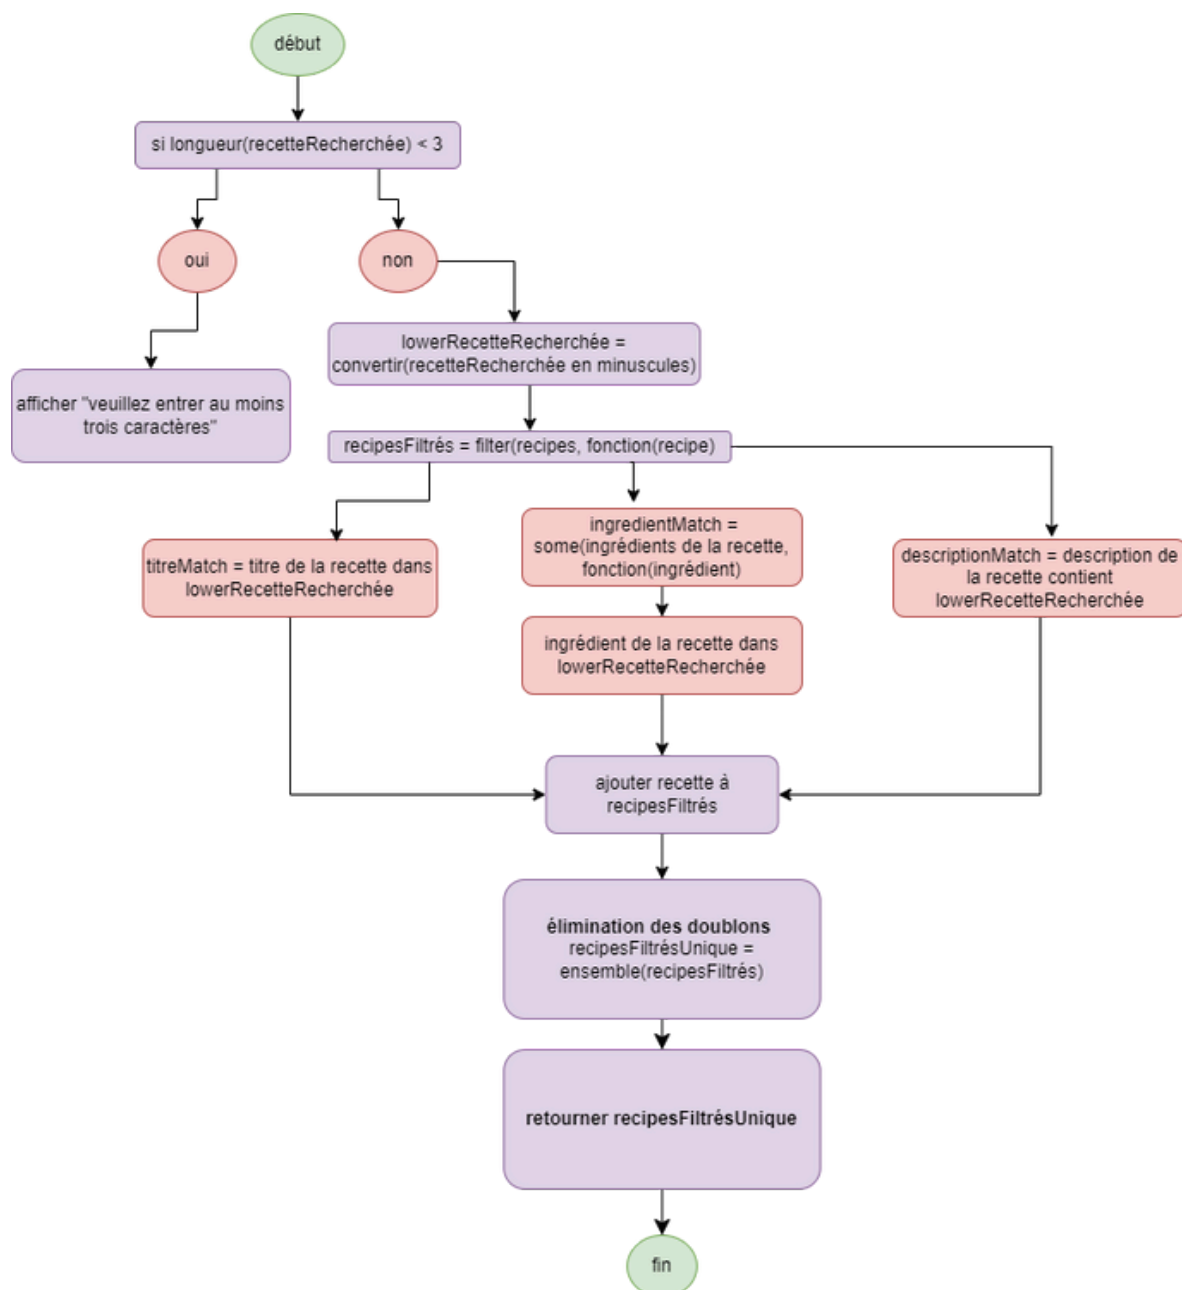 début
si longueur(recetteRecherchée) < 3
oui
non
lowerRecetteRecherchée =
convertir(recetteRecherchée en minuscules)
afficher "veuillez entrer au moins
trois caractères"
recipesFiltrés = filter(recipes, fonction(recipe)
titreMatch = titre de la recette dans
lowerRecetteRecherchée
ingredientMatch =
some(ingrédients de la recette,
fonction(ingrédient)
descriptionMatch = description de
la recette contient
lowerRecetteRecherchée
ingrédient de la recette dans
lowerRecetteRecherchée
ajouter recette à
recipesFiltrés
élimination des doublons
recipesFiltrésUnique =
ensemble(recipesFiltrés)
retourner recipesFiltrésUnique
fin